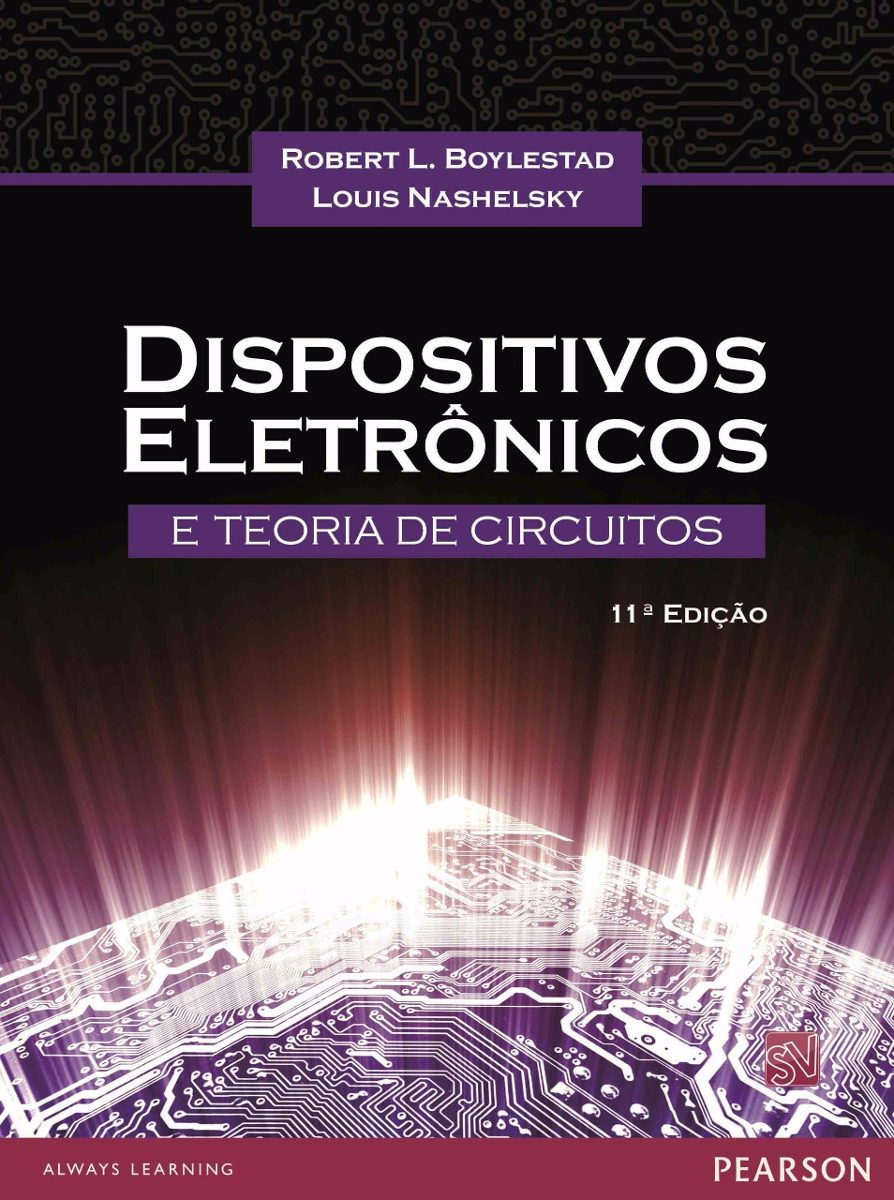 ROBERT L. BOYLESTAD
LOUIS NASHELSKY
DISPOSITIVOS
ELETRÔNICOS
E TEORIA DE CIRCUITOS
11ª EDIÇÃO
SV
ALWAYS LEARNING
PEARSON